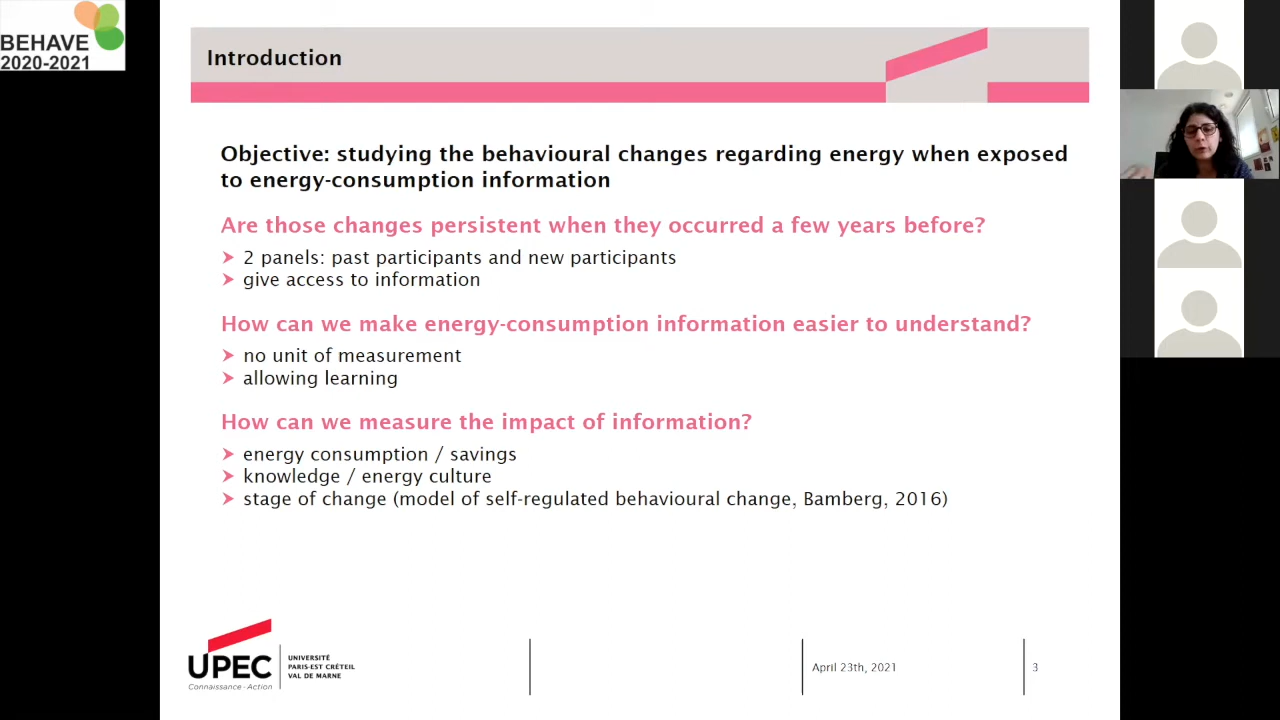 BEHAVE
2020-2021
Introduction
Objective: studying the behavioural changes regarding energy when exposed
to energy-consumption information
Are those changes persistent when they occurred a few years before?
➤ 2 panels: past participants and new participants
➤ give access to information
How can we make energy-consumption information easier to understand?
➤ no unit of measurement
➤ allowing learning
How can we measure the impact of information?
➤ energy consumption / savings
➤ knowledge / energy culture
➤ stage of change (model of self-regulated behavioural change, Bamberg, 2016)
UPEC
Connaissance - Action
UNIVERSITÉ
PARIS-EST CRÉTEIL
VAL DE MARNE
April 23th, 2021
3